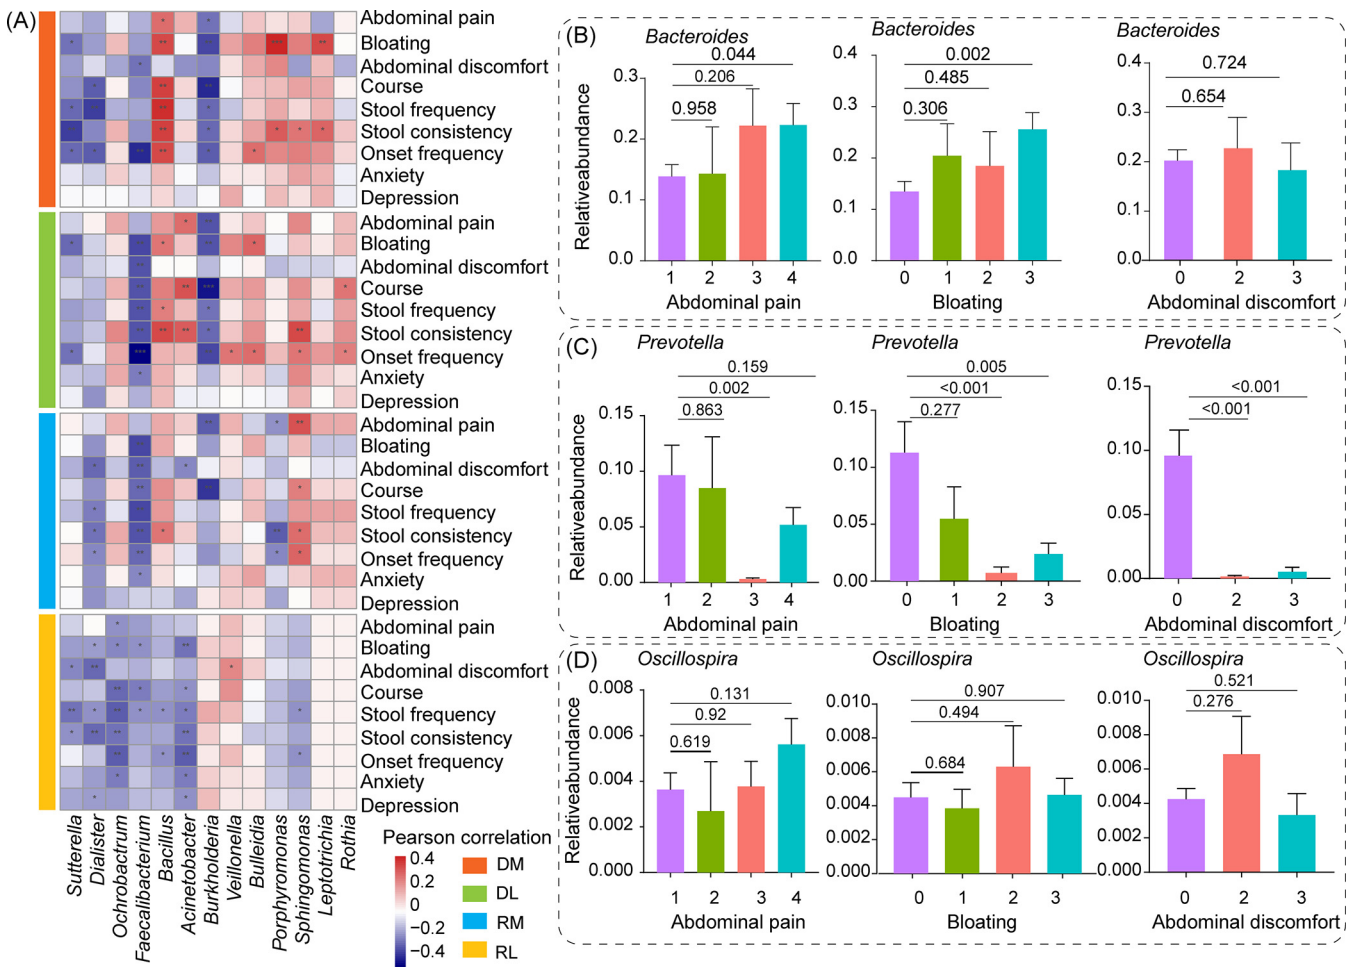 (A)
Abdominal pain
Bloating
Abdominal discomfort
Course
Stool frequency
Stool consistency
Onset frequency
Anxiety
Depression
Abdominal pain
Bloating
Abdominal discomfort
Course
Stool frequency
Stool consistency
Onset frequency
Anxiety
Depression
Abdominal pain
Bloating
Abdominal discomfort
Course
Stool frequency
Stool consistency
Onset frequency
Anxiety
Depression
Abdominal pain
Bloating
Abdominal discomfort
Course
Stool frequency
Stool consistency
Onset frequency
Anxiety
Depression
Sutterella
Dialister
Ochrobactrum
Faecalibacterium
Bacillus
Acinetobacter
Burkholderia
Veillonella
Bulleidia
Porphyromonas
Sphingomonas
Leptotrichia
Rothia
Pearson correlation
0.4
0.2
0
−0.2
−0.4
DM
DL
RM
RL
(B)
Bacteroides
0.044
0.206
0.958
0.3
0.2
0.1
0.0
Relativeabundance
1 2 3 4
Abdominal pain
Bacteroides
0.002
0.485
0.306
0.4
0.3
0.2
0.1
0.0
0 1 2 3
Bloating
Bacteroides
0.724
0.654
0.4
0.3
0.2
0.1
0.0
0 2 3
Abdominal discomfort
(C)
Prevotella
0.159
0.002
0.863
0.15
0.10
0.05
0.00
Relativeabundance
1 2 3 4
Abdominal pain
Prevotella
0.005
<0.001
0.277
0.15
0.10
0.05
0.00
0 1 2 3
Bloating
Prevotella
<0.001
<0.001
0.15
0.10
0.05
0.00
0 2 3
Abdominal discomfort
(D)
Oscillospira
0.131
0.92
0.619
0.008
0.006
0.004
0.002
0.000
Relativeabundance
1 2 3 4
Abdominal pain
Oscillospira
0.907
0.494
0.684
0.010
0.008
0.006
0.004
0.002
0.000
0 1 2 3
Bloating
Oscillospira
0.521
0.276
0.010
0.008
0.006
0.004
0.002
0.000
0 2 3
Abdominal discomfort